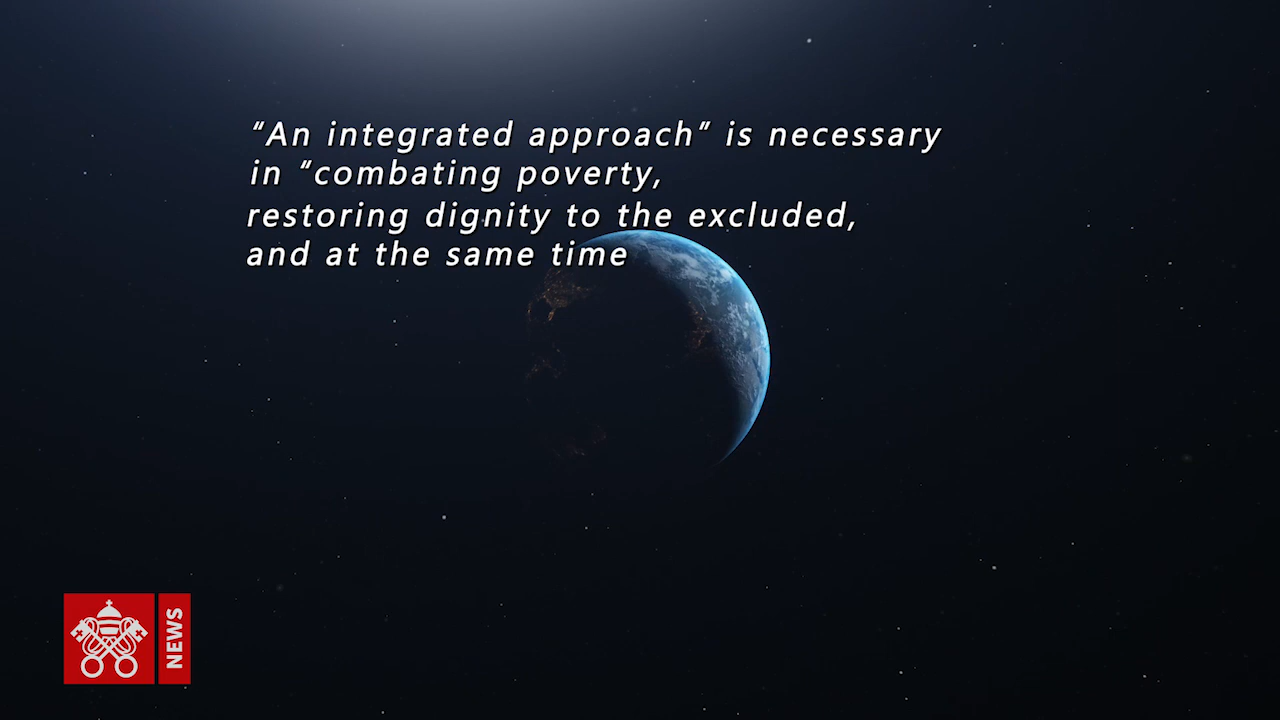 “An integrated approach” is necessary
in “combating poverty,
restoring dignity to the excluded,
and at the same time
NEWS